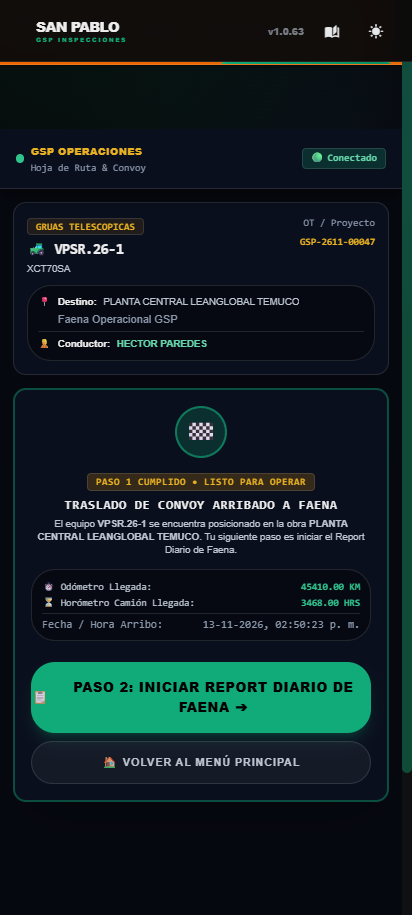 SAN PABLO
GSP INSPECCIONES
v1.0.63
GSP OPERACIONES
Hoja de Ruta & Convoy
Conectado
GRUAS TELESCOPICAS
VPSR.26-1
XCT70SA
OT / Proyecto
GSP-2611-00047
Destino: PLANTA CENTRAL LEANGLOBAL TEMUCO
Faena Operacional GSP
Conductor: HECTOR PAREDES
PASO 1 CUMPLIDO • LISTO PARA OPERAR
TRASLADO DE CONVOY ARRIBADO A FAENA
El equipo VPSR.26-1 se encuentra posicionado en la obra PLANTA
CENTRAL LEANGLOBAL TEMUCO. Tu siguiente paso es iniciar el Report
Diario de Faena.
Odómetro Llegada: 45410.00 KM
Horómetro Camión Llegada: 3468.00 HRS
Fecha / Hora Arribo: 13-11-2026, 02:50:23 p. m.
PASO 2: INICIAR REPORT DIARIO DE
FAENA ➔
VOLVER AL MENÚ PRINCIPAL